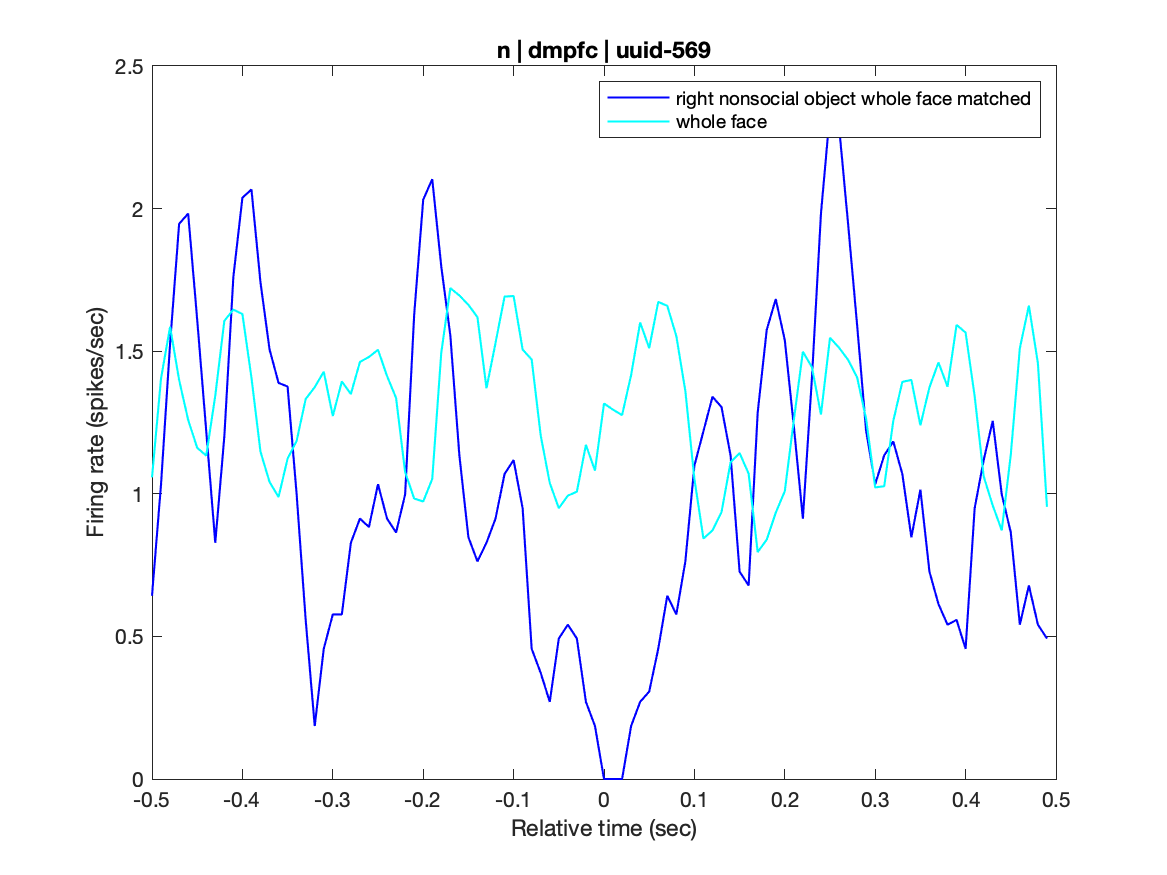 n | dmpfc | uuid-569
2.5
2
1.5
1
0.5
0
Firing rate (spikes/sec)
right nonsocial object whole face matched
whole face
-0.5 -0.4 -0.3 -0.2 -0.1 0 0.1 0.2 0.3 0.4 0.5
Relative time (sec)